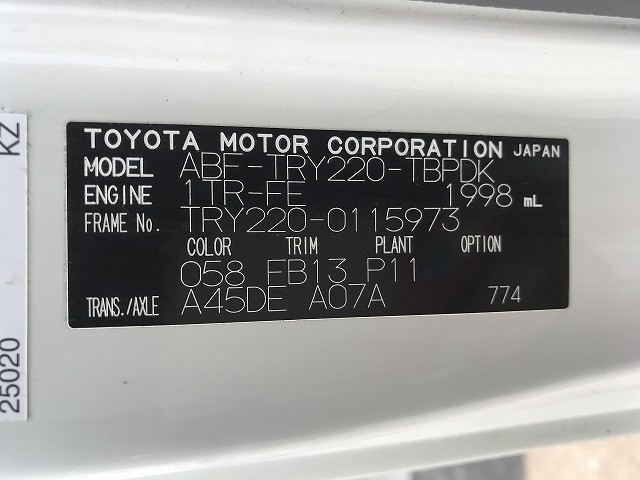 TOYOTA MOTOR CORPORATION JAPAN
MODEL ABF-TRY220-TBPDK
ENGINE 1TR-FE 1998 mL
FRAME No. TRY220-0115973
COLOR TRIM PLANT OPTION
058 FB13 P11
TRANS./AXLE A45DE A07A 774
25020 KZ